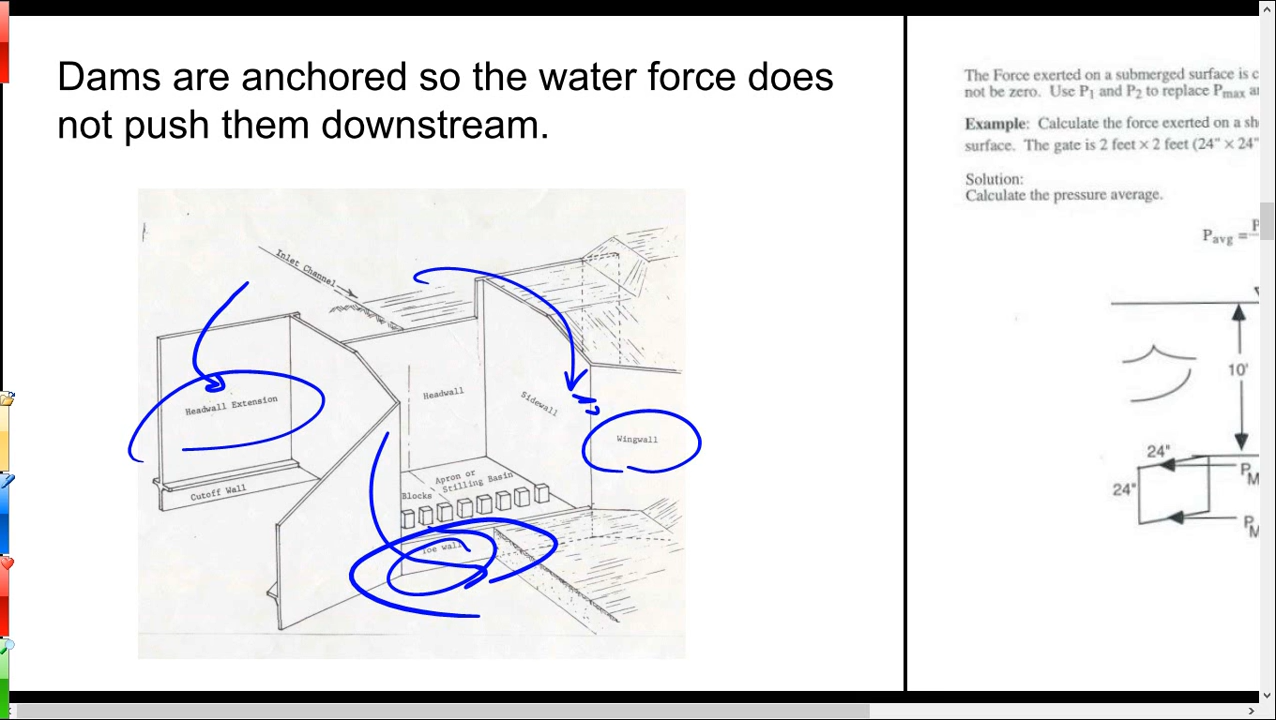 Dams are anchored so the water force does
not push them downstream.
Inlet Channel
Headwall Extension
Headwall
Sidewall
Wingwall
Cutoff Wall
Apron or
Stilling Basin
Blocks
Toe wall
The Force exerted on a submerged surface is c
not be zero. Use P1 and P2 to replace Pmax a
Example: Calculate the force exerted on a sh
surface. The gate is 2 feet × 2 feet (24" × 24"
Solution:
Calculate the pressure average.
Pavg = P
10'
24"
24"
PM
PM